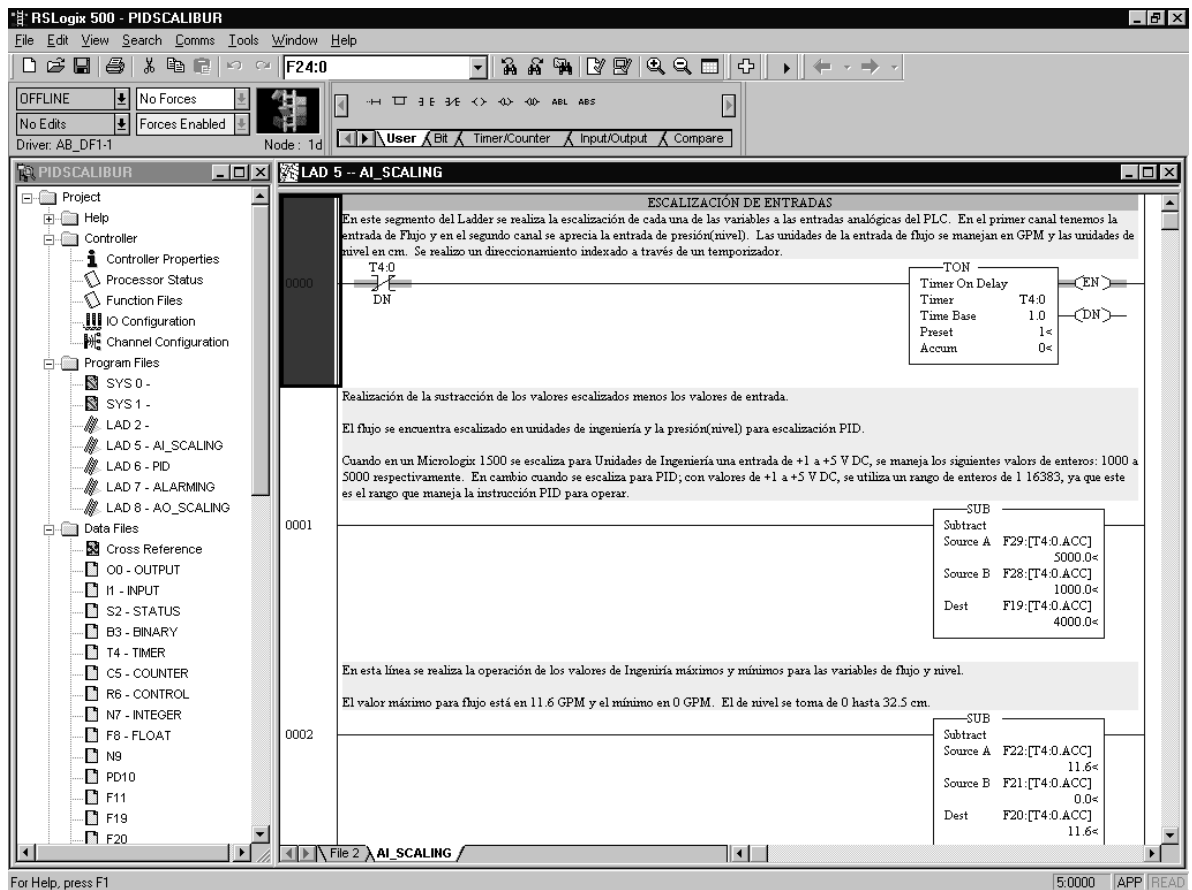 RSLogix 500 - PIDSCALIBUR
File Edit View Search Comms Tools Window Help
F24:0
OFFLINE No Forces
No Edits Forces Enabled
Driver: AB_DF1-1 Node : 1d
ABL ABS
User Bit Timer/Counter Input/Output Compare
PIDSCALIBUR
Project
Help
Controller
Controller Properties
Processor Status
Function Files
IO Configuration
Channel Configuration
Program Files
SYS 0 -
SYS 1 -
LAD 2 -
LAD 5 - AI_SCALING
LAD 6 - PID
LAD 7 - ALARMING
LAD 8 - AO_SCALING
Data Files
Cross Reference
O0 - OUTPUT
I1 - INPUT
S2 - STATUS
B3 - BINARY
T4 - TIMER
C5 - COUNTER
R6 - CONTROL
N7 - INTEGER
F8 - FLOAT
N9
PD10
F11
F19
F20
LAD 5 -- AI_SCALING
ESCALIZACIÓN DE ENTRADAS
En este segmento del Ladder se realiza la escalización de cada una de las variables a las entradas analógicas del PLC. En el primer canal tenemos la
entrada de Flujo y en el segundo canal se aprecia la entrada de presión(nivel). Las unidades de la entrada de flujo se manejan en GPM y las unidades de
nivel en cm. Se realizo un direccionamiento indexado a través de un temporizador.
0000
T4:0
DN
TON
Timer On Delay
Timer T4:0
Time Base 1.0
Preset 1<
Accum 0<
EN
DN
Realización de la sustracción de los valores escalizados menos los valores de entrada.
El flujo se encuentra escalizado en unidades de ingeniería y la presión(nivel) para escalización PID.
Cuando en un Micrologix 1500 se escaliza para Unidades de Ingeniería una entrada de +1 a +5 V DC, se maneja los siguientes valors de enteros: 1000 a
5000 respectivamente. En cambio cuando se escaliza para PID; con valores de +1 a +5 V DC, se utiliza un rango de enteros de 1 16383, ya que este
es el rango que maneja la instrucción PID para operar.
0001
SUB
Subtract
Source A F29:[T4:0.ACC]
5000.0<
Source B F28:[T4:0.ACC]
1000.0<
Dest F19:[T4:0.ACC]
4000.0<
En esta línea se realiza la operación de los valores de Ingeniría máximos y mínimos para las variables de flujo y nivel.
El valor máximo para flujo está en 11.6 GPM y el mínimo en 0 GPM. El de nivel se toma de 0 hasta 32.5 cm.
0002
SUB
Subtract
Source A F22:[T4:0.ACC]
11.6<
Source B F21:[T4:0.ACC]
0.0<
Dest F20:[T4:0.ACC]
11.6<
File 2 AI_SCALING
For Help, press F1
5:0000 APP READ